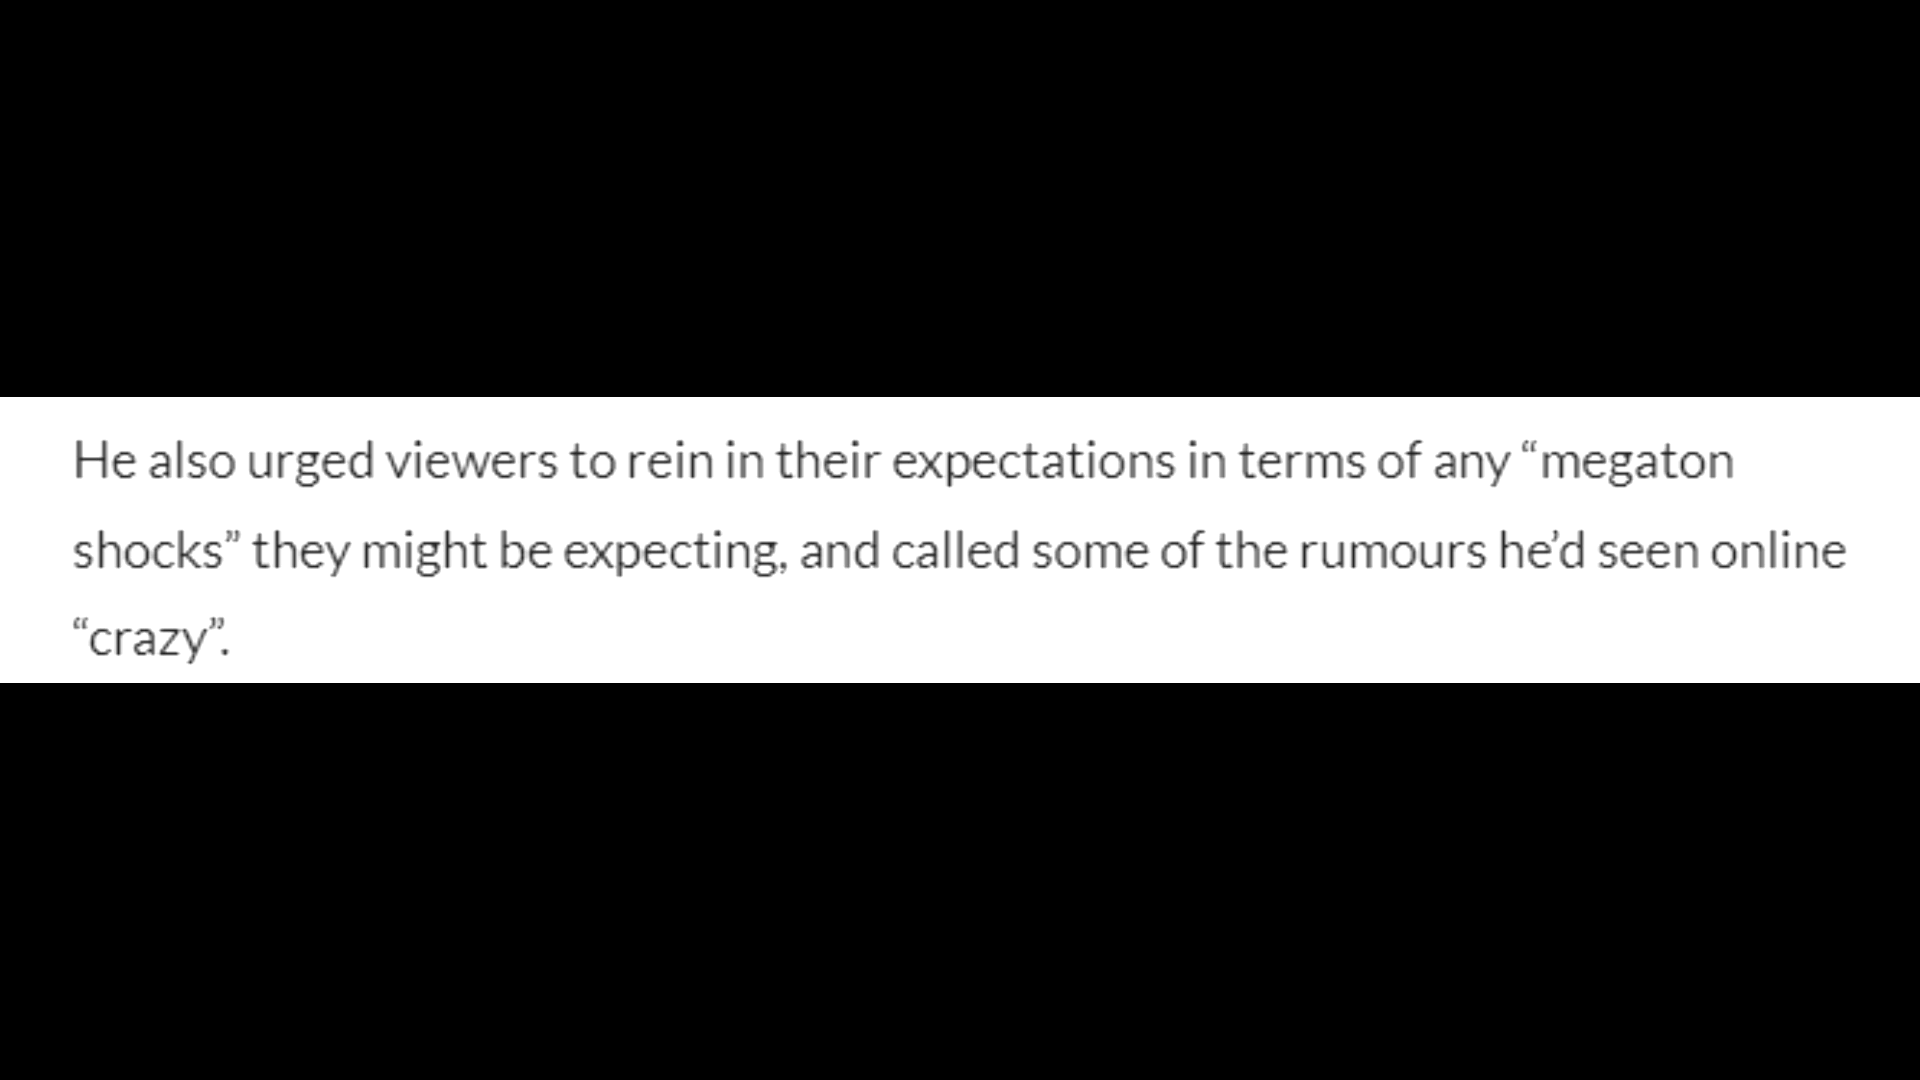 He also urged viewers to rein in their expectations in terms of any “megaton
shocks” they might be expecting, and called some of the rumours he’d seen online
“crazy”.